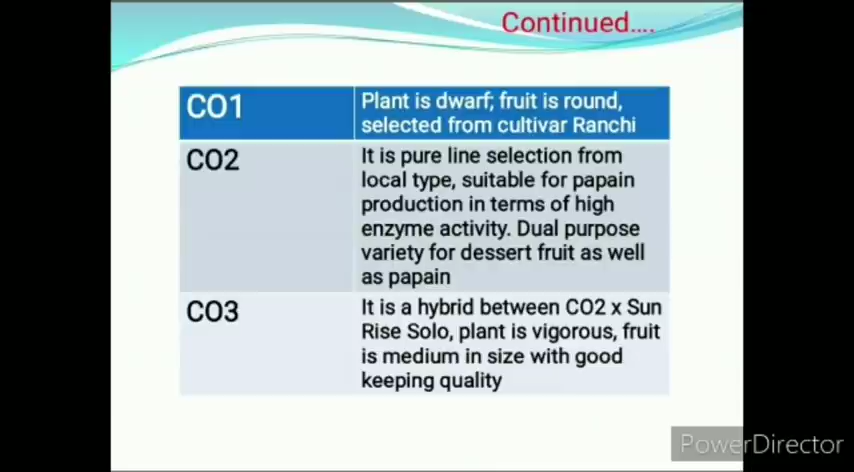 Continued....
CO1
Plant is dwarf; fruit is round,
selected from cultivar Ranchi
CO2
It is pure line selection from
local type, suitable for papain
production in terms of high
enzyme activity. Dual purpose
variety for dessert fruit as well
as papain
CO3
It is a hybrid between CO2 x Sun
Rise Solo, plant is vigorous, fruit
is medium in size with good
keeping quality
PowerDirector